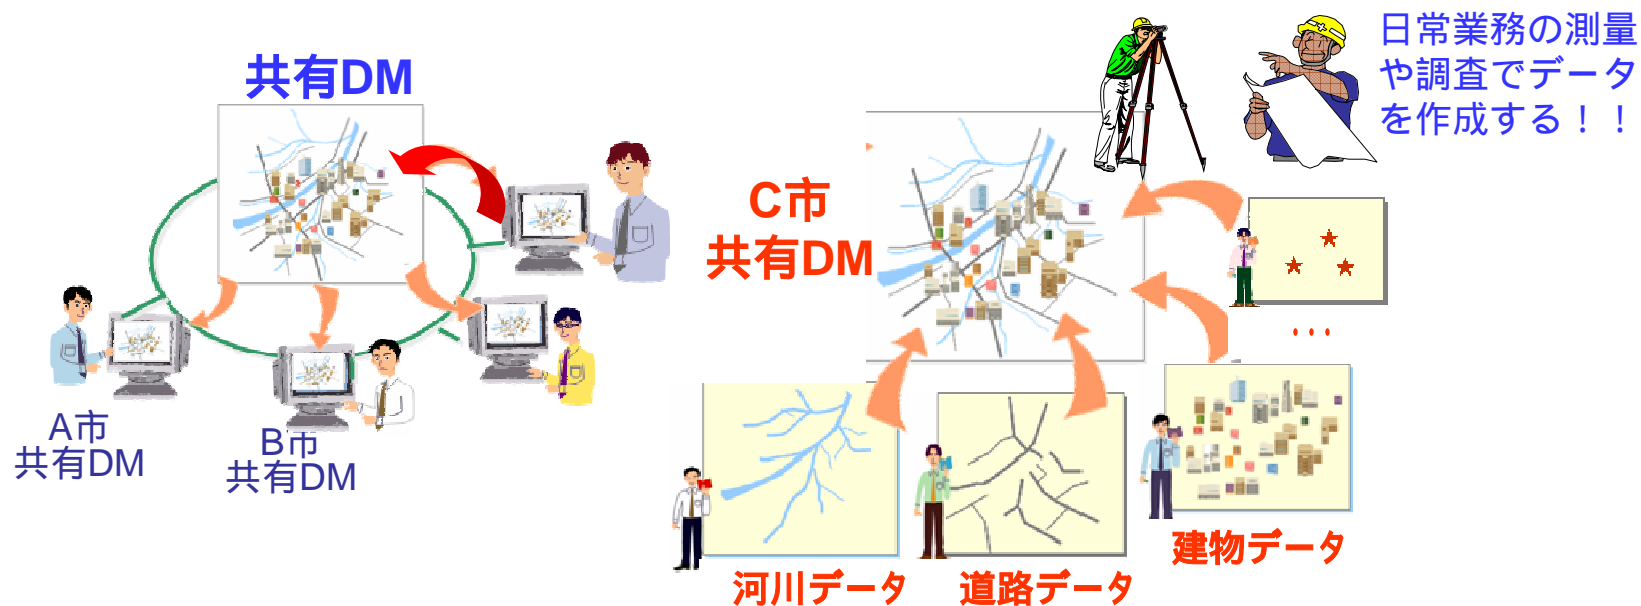 共有DM
A市
共有DM
B市
共有DM
C市
共有DM
日常業務の測量
や調査でデータ
を作成する！！
...
河川データ
道路データ
建物データ